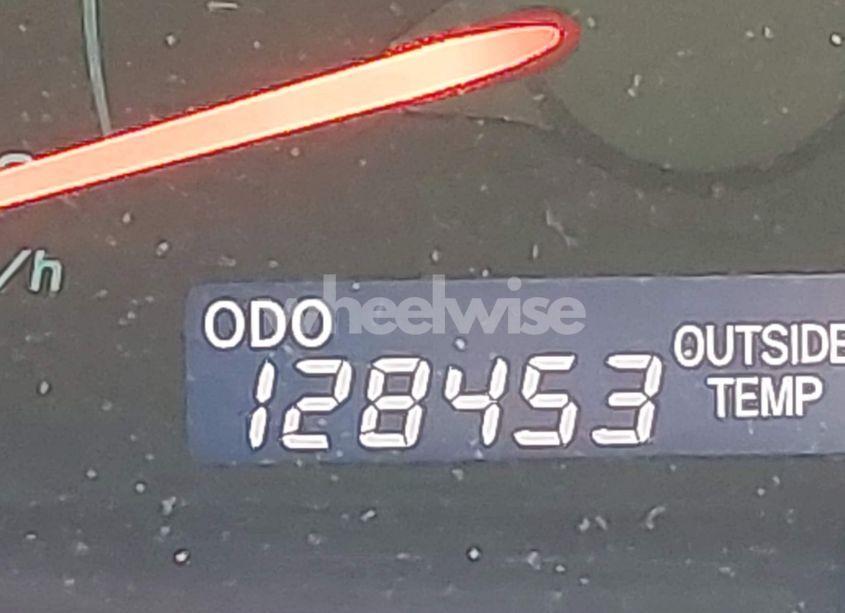 /h
wheelwise
ODO
OUTSIDE
TEMP
128453